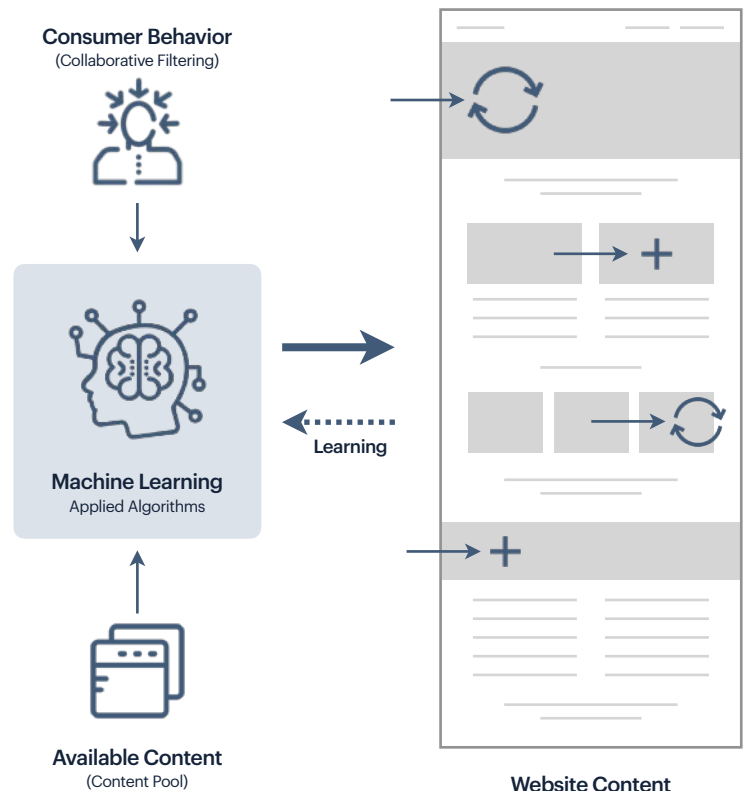 Consumer Behavior
(Collaborative Filtering)
Machine Learning
Applied Algorithms
Learning
Available Content
(Content Pool)
Website Content